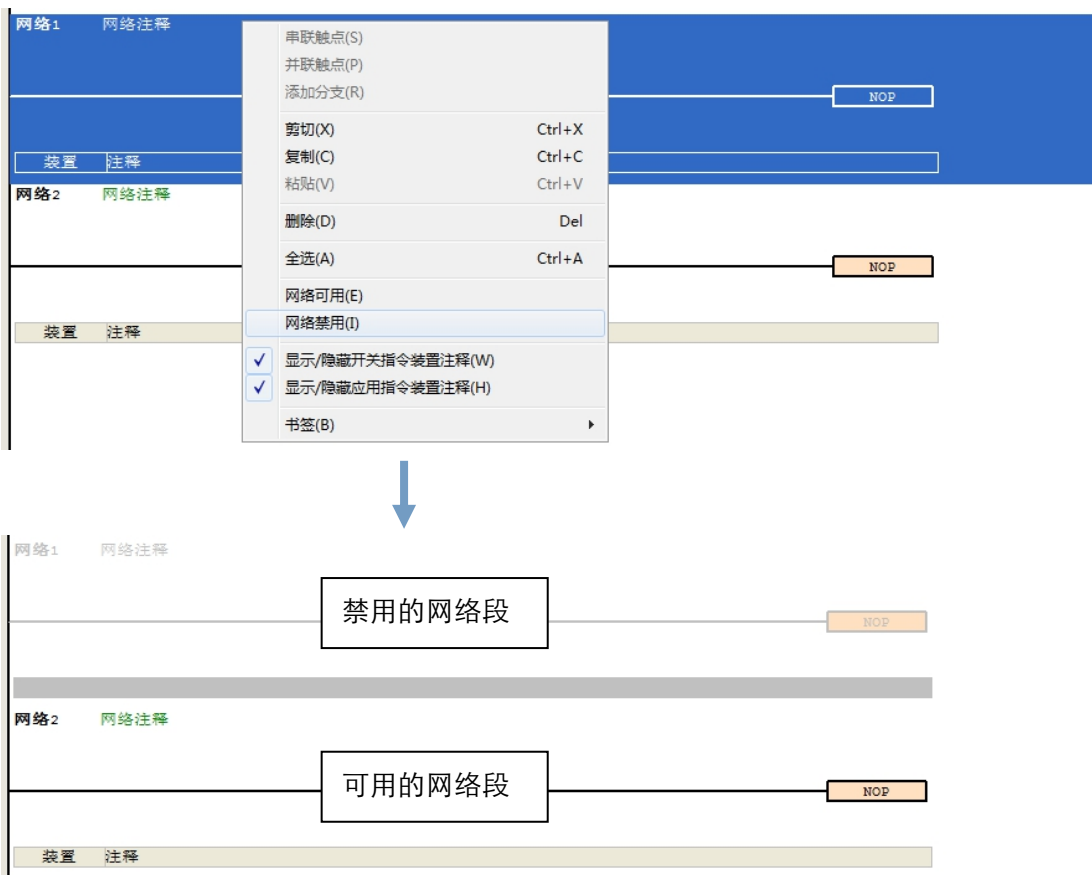 网络1 网络注释
串联触点(S)
并联触点(P)
添加分支(R)
NOP
剪切(X) Ctrl+X
复制(C) Ctrl+C
装置 注释
粘贴(V) Ctrl+V
网络2 网络注释
删除(D) Del
全选(A) Ctrl+A
NOP
网络可用(E)
网络禁用(I)
装置 注释
显示/隐藏开关指令装置注释(W)
显示/隐藏应用指令装置注释(H)
书签(B)
网络1 网络注释
禁用的网络段
NOP
网络2 网络注释
可用的网络段
NOP
装置 注释